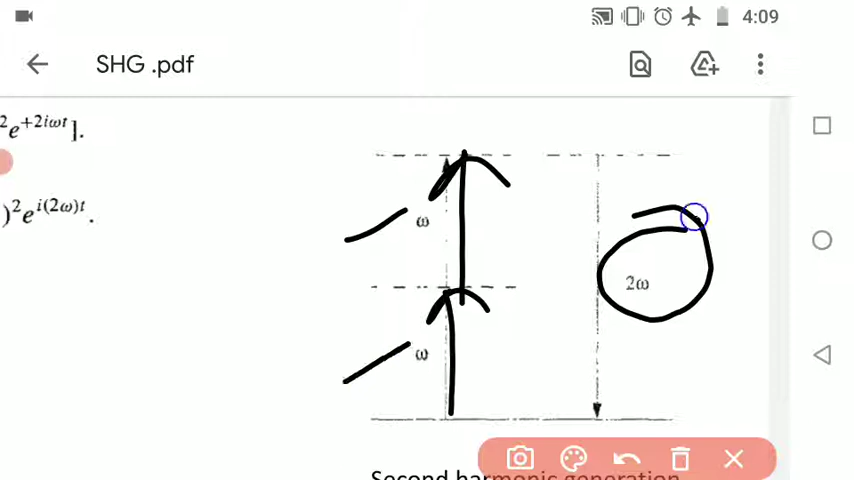 4:09
SHG .pdf
²e⁺²ⁱωᵗ].
)²eⁱ⁽²ω⁾ᵗ.
ω
2ω
ω
Second harmonic generation